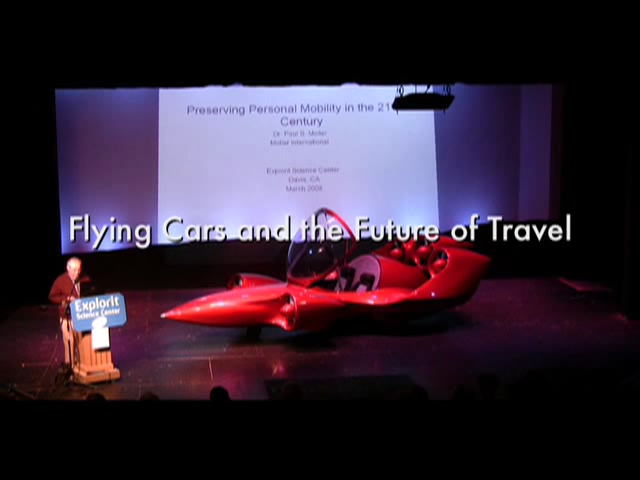 Preserving Personal Mobility in the 21
Century
Dr. Paul S. Moller
Moller International
Explorit Science Center
Davis, CA
March 2008
Flying Cars and the Future of Travel
Explorit
Science Center